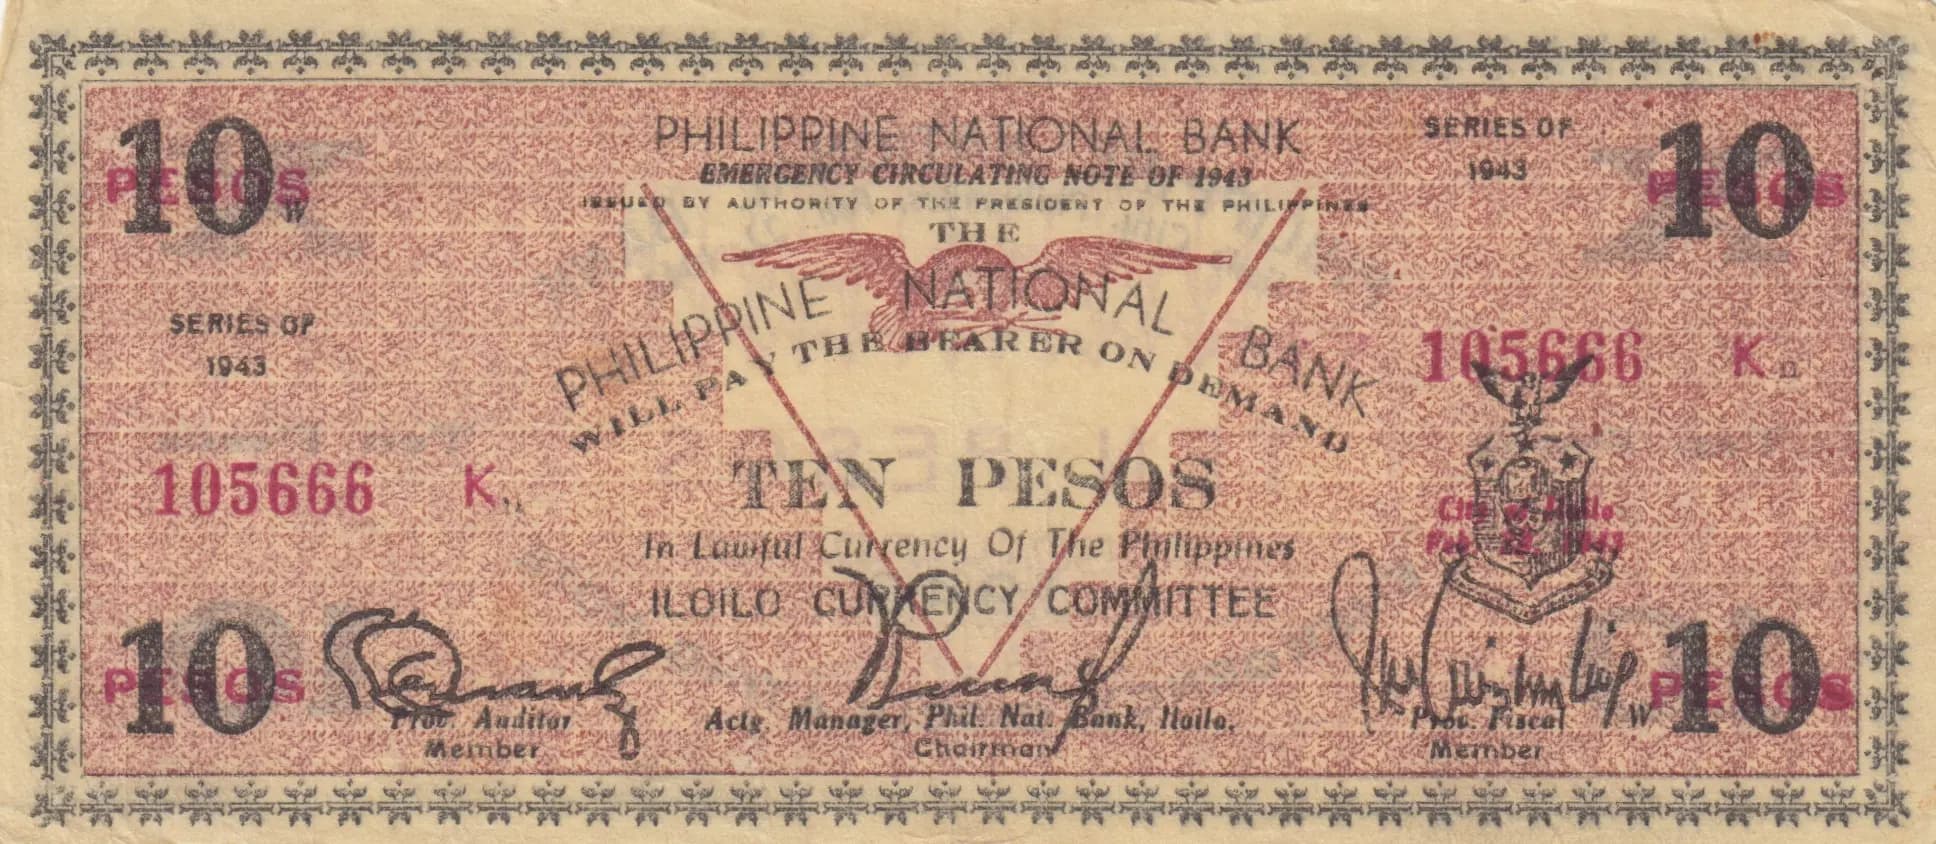 PHILIPPINE NATIONAL BANK
EMERGENCY CIRCULATING NOTE OF 1943
ISSUED BY AUTHORITY OF THE PRESIDENT OF THE PHILIPPINES
SERIES OF
1943
10
PESOS
W
10
PESOS
THE
PHILIPPINE NATIONAL BANK
WILL PAY THE BEARER ON DEMAND
SERIES OF
1943
105666 K
105666 K
TEN PESOS
In Lawful Currency Of The Philippines
City of Iloilo
ILOILO CURRENCY COMMITTEE
10
PESOS
10
PESOS
Prov. Auditor
Member
Actg. Manager, Phil. Nat. Bank, Iloilo.
Chairman
Prov. Fiscal
Member
W